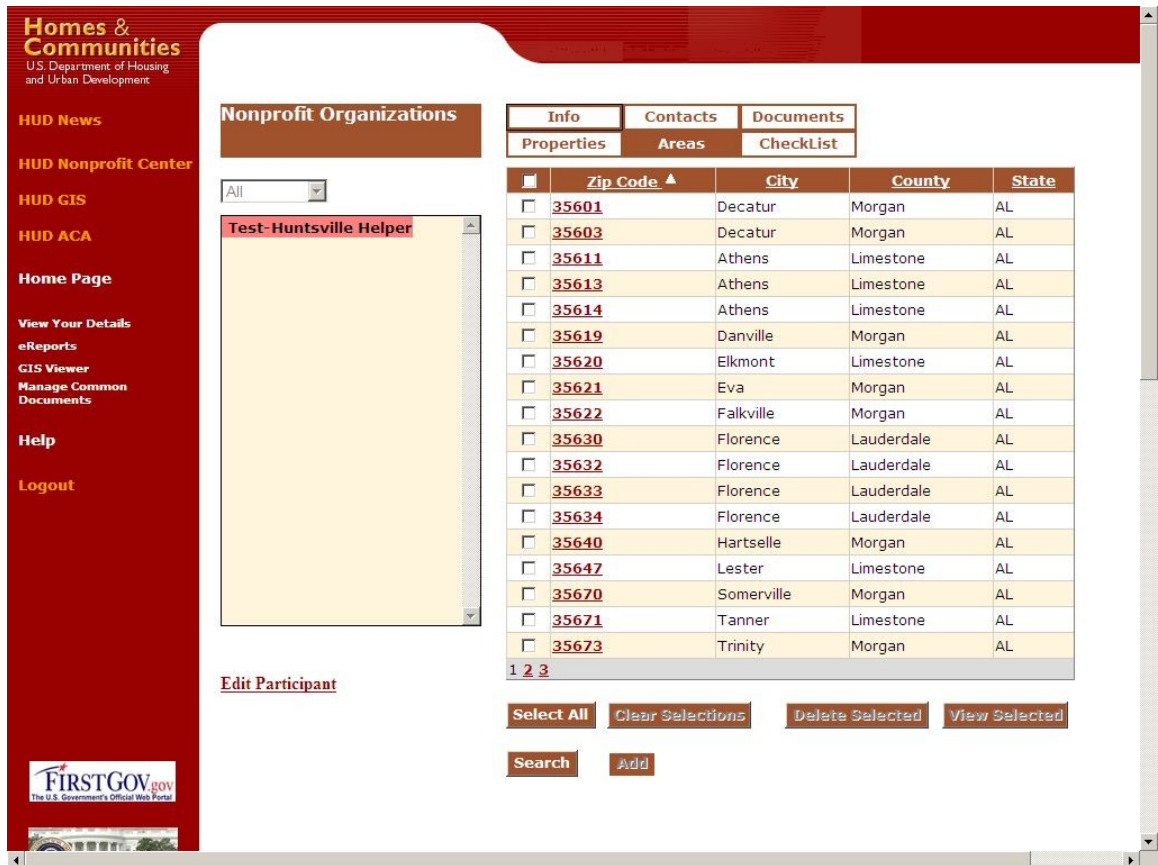 Homes &
Communities
U.S. Department of Housing
and Urban Development
HUD News
HUD Nonprofit Center
HUD GIS
HUD ACA
Home Page
View Your Details
eReports
GIS Viewer
Manage Common
Documents
Help
Logout
FIRSTGOV.gov
The U.S. Government's Official Web Portal
Nonprofit Organizations
All
Test-Huntsville Helper
Edit Participant
Info Contacts Documents
Properties Areas CheckList
Zip Code City County State
35601 Decatur Morgan AL
35603 Decatur Morgan AL
35611 Athens Limestone AL
35613 Athens Limestone AL
35614 Athens Limestone AL
35619 Danville Morgan AL
35620 Elkmont Limestone AL
35621 Eva Morgan AL
35622 Falkville Morgan AL
35630 Florence Lauderdale AL
35632 Florence Lauderdale AL
35633 Florence Lauderdale AL
35634 Florence Lauderdale AL
35640 Hartselle Morgan AL
35647 Lester Limestone AL
35670 Somerville Morgan AL
35671 Tanner Limestone AL
35673 Trinity Morgan AL
1 2 3
Select All Clear Selections Delete Selected View Selected
Search Add